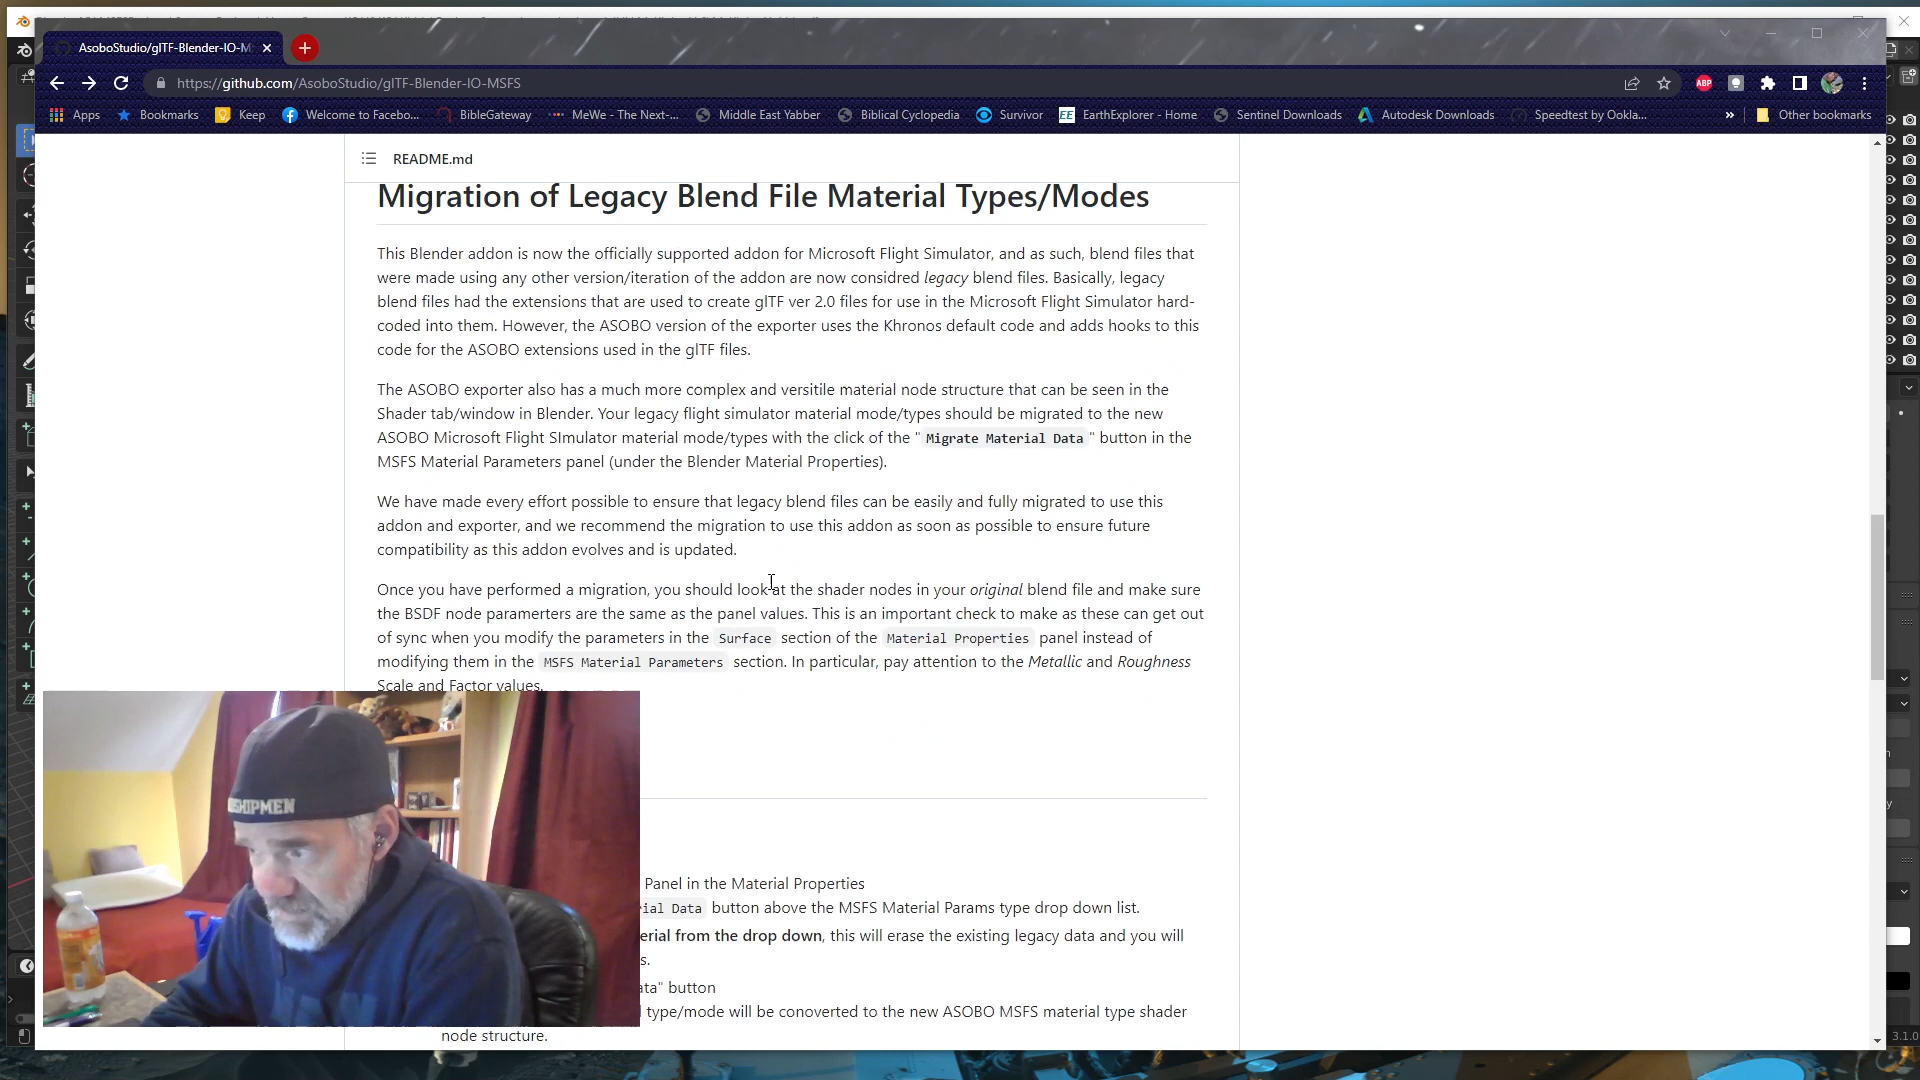 AsoboStudio/glTF-Blender-IO-M
https://github.com/AsoboStudio/glTF-Blender-IO-MSFS
ABP
Apps
Bookmarks
Keep
Welcome to Facebo...
BibleGateway
MeWe - The Next-...
Middle East Yabber
Biblical Cyclopedia
Survivor
EE
EarthExplorer - Home
Sentinel Downloads
Autodesk Downloads
Speedtest by Ookla...
»
Other bookmarks
README.md
Migration of Legacy Blend File Material Types/Modes
This Blender addon is now the officially supported addon for Microsoft Flight Simulator, and as such, blend files that
were made using any other version/iteration of the addon are now considred legacy blend files. Basically, legacy
blend files had the extensions that are used to create glTF ver 2.0 files for use in the Microsoft Flight Simulator hard-
coded into them. However, the ASOBO version of the exporter uses the Khronos default code and adds hooks to this
code for the ASOBO extensions used in the glTF files.
The ASOBO exporter also has a much more complex and versitile material node structure that can be seen in the
Shader tab/window in Blender. Your legacy flight simulator material mode/types should be migrated to the new
ASOBO Microsoft Flight SImulator material mode/types with the click of the "Migrate Material Data" button in the
MSFS Material Parameters panel (under the Blender Material Properties).
We have made every effort possible to ensure that legacy blend files can be easily and fully migrated to use this
addon and exporter, and we recommend the migration to use this addon as soon as possible to ensure future
compatibility as this addon evolves and is updated.
Once you have performed a migration, you should look at the shader nodes in your original blend file and make sure
the BSDF node paramerters are the same as the panel values. This is an important check to make as these can get out
of sync when you modify the parameters in the Surface section of the Material Properties panel instead of
modifying them in the MSFS Material Parameters section. In particular, pay attention to the Metallic and Roughness
Scale and Factor values.
Panel in the Material Properties
ial Data button above the MSFS Material Params type drop down list.
erial from the drop down, this will erase the existing legacy data and you will
s.
ata" button
type/mode will be conoverted to the new ASOBO MSFS material type shader
node structure.
SHIPMEN
3.1.0